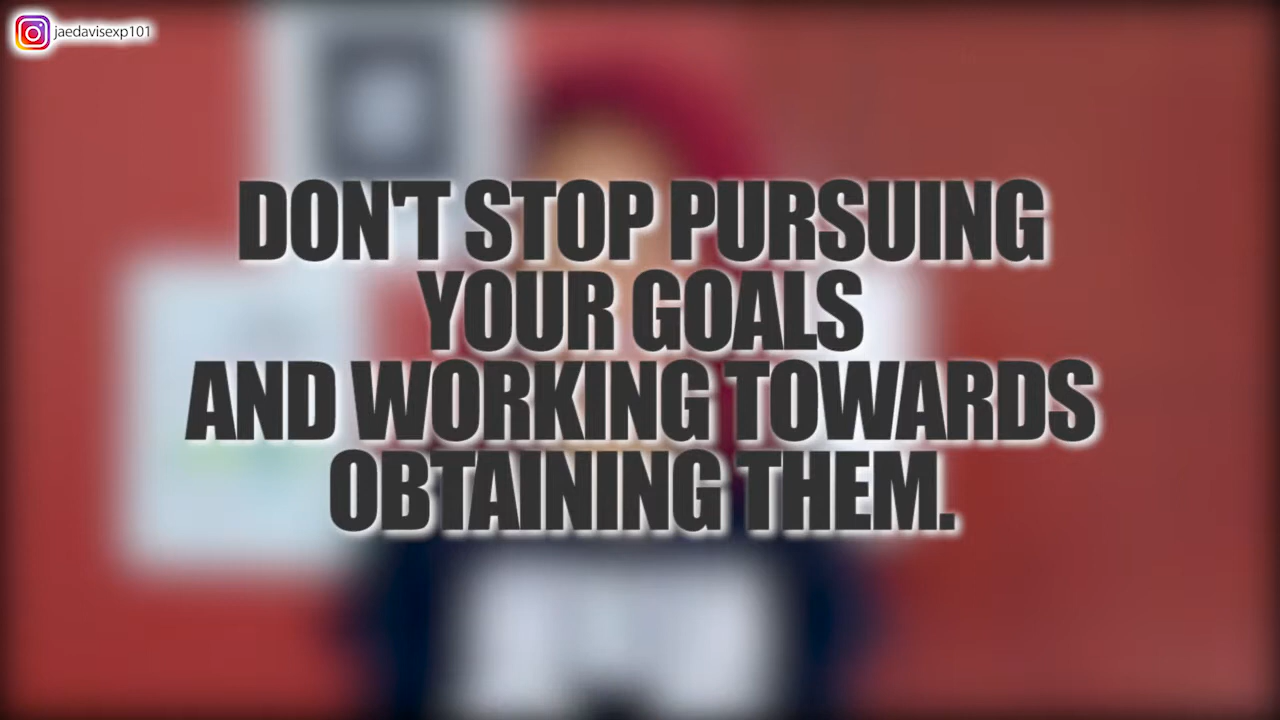 jaedavisexp101
DON'T STOP PURSUING
YOUR GOALS
AND WORKING TOWARDS
OBTAINING THEM.